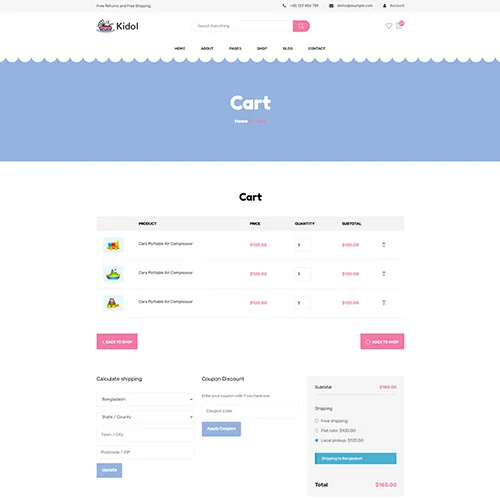 Free Returns and Free Shipping
+00 123 456 789
demo@example.com
Account
Kidol
Search Everything
HOME ABOUT PAGES SHOP BLOG CONTACT
Cart
Home
Cart
PRODUCT PRICE QUANTITY SUBTOTAL
Cars Portable Air Compressor $120.00 1 $120.00
Cars Portable Air Compressor $120.00 1 $120.00
Cars Portable Air Compressor $120.00 1 $120.00
BACK TO SHOP
BACK TO SHOP
Calculate shipping
Bangladesh
State / County
Town / City
Postcode / ZIP
Update
Coupon Discount
Enter your coupon code if you have one.
Coupon code
Apply Coupon
Subtotal $165.00
Shipping
Free shipping
Flat rate: $100.00
Local pickup: $120.00
Shipping to Bangladesh
Total $165.00